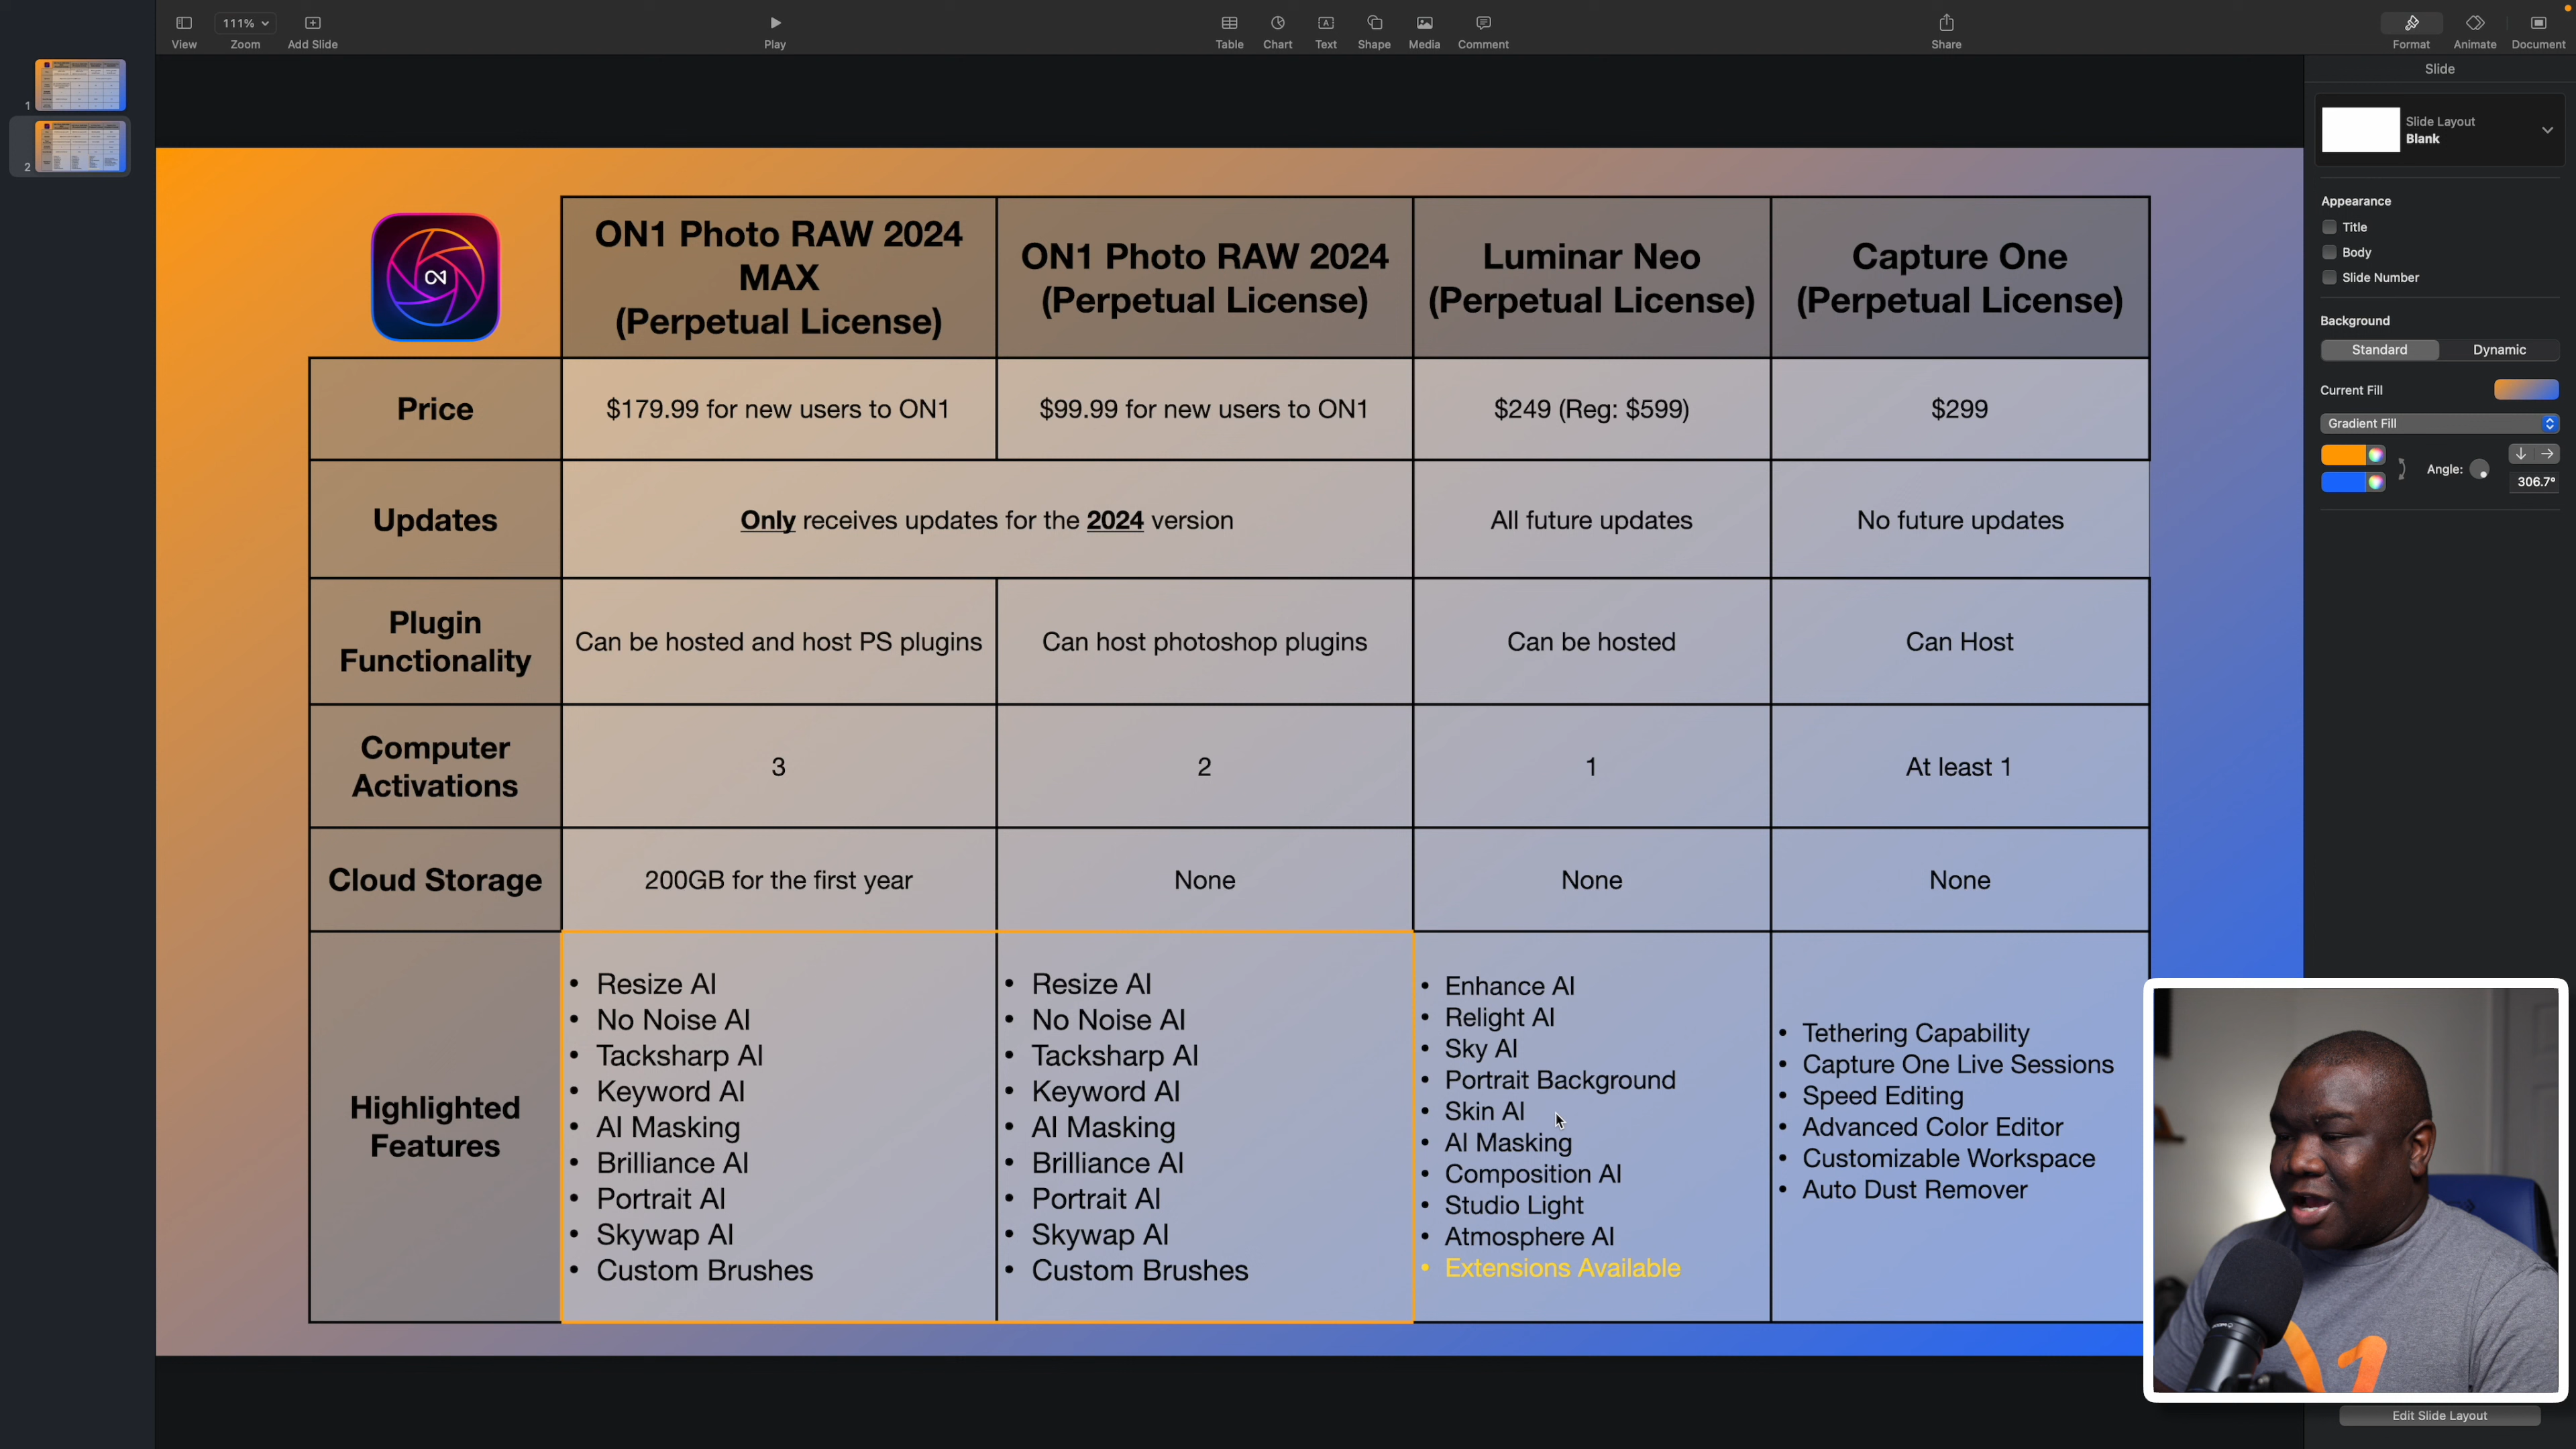 111%
View
Zoom
Add Slide
Play
Table
Chart
Text
Shape
Media
Comment
Share
Format
Animate
Document
1
2
ON1 Photo RAW 2024
MAX
(Perpetual License)
ON1 Photo RAW 2024
(Perpetual License)
Luminar Neo
(Perpetual License)
Capture One
(Perpetual License)
Price
$179.99 for new users to ON1
$99.99 for new users to ON1
$249 (Reg: $599)
$299
Updates
Only receives updates for the 2024 version
All future updates
No future updates
Plugin
Functionality
Can be hosted and host PS plugins
Can host photoshop plugins
Can be hosted
Can Host
Computer
Activations
3
2
1
At least 1
Cloud Storage
200GB for the first year
None
None
None
Highlighted
Features
• Resize AI
• No Noise AI
• Tacksharp AI
• Keyword AI
• AI Masking
• Brilliance AI
• Portrait AI
• Skywap AI
• Custom Brushes
• Resize AI
• No Noise AI
• Tacksharp AI
• Keyword AI
• AI Masking
• Brilliance AI
• Portrait AI
• Skywap AI
• Custom Brushes
• Enhance AI
• Relight AI
• Sky AI
• Portrait Background
• Skin AI
• AI Masking
• Composition AI
• Studio Light
• Atmosphere AI
• Extensions Available
• Tethering Capability
• Capture One Live Sessions
• Speed Editing
• Advanced Color Editor
• Customizable Workspace
• Auto Dust Remover
Slide
Slide Layout
Blank
Appearance
Title
Body
Slide Number
Background
Standard
Dynamic
Current Fill
Gradient Fill
Angle:
306.7°
Edit Slide Layout